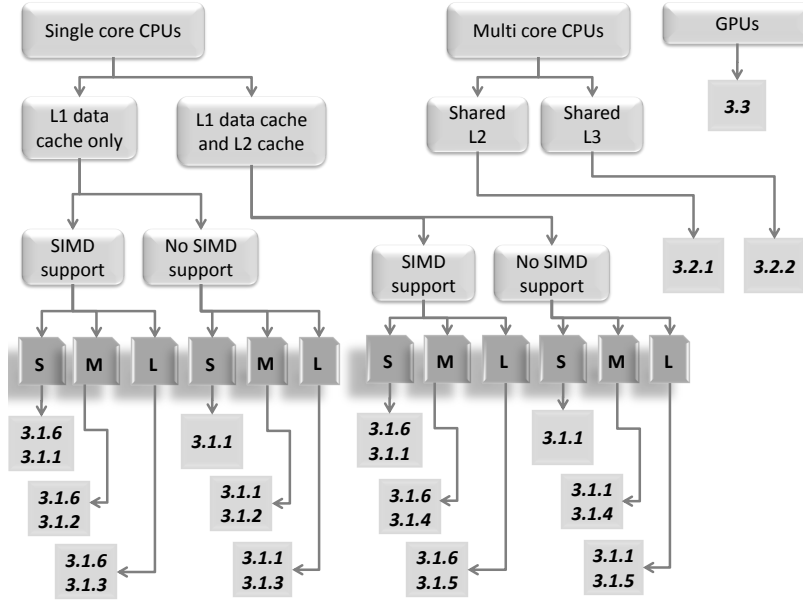 Single core CPUs
Multi core CPUs
GPUs
3.3
L1 data
cache only
L1 data cache
and L2 cache
Shared
L2
Shared
L3
SIMD
support
No SIMD
support
SIMD
support
No SIMD
support
3.2.1
3.2.2
S
M
L
S
M
L
S
M
L
S
M
L
3.1.6
3.1.1
3.1.1
3.1.6
3.1.1
3.1.1
3.1.6
3.1.2
3.1.1
3.1.2
3.1.6
3.1.4
3.1.1
3.1.4
3.1.6
3.1.3
3.1.1
3.1.3
3.1.6
3.1.5
3.1.1
3.1.5